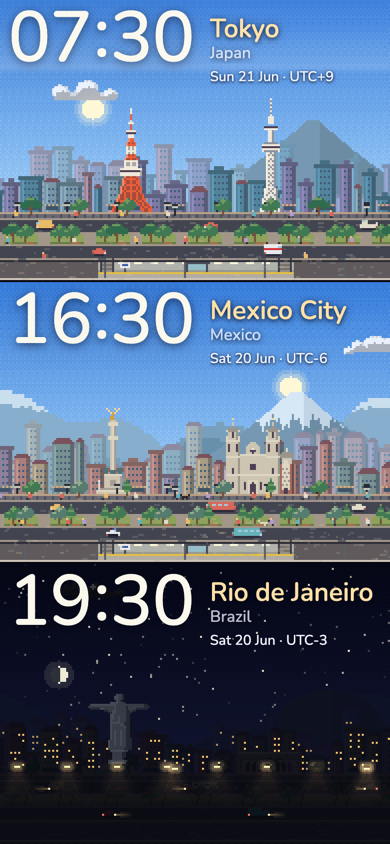 07:30
Tokyo
Japan
Sun 21 Jun · UTC+9
16:30
Mexico City
Mexico
Sat 20 Jun · UTC-6
19:30
Rio de Janeiro
Brazil
Sat 20 Jun · UTC-3